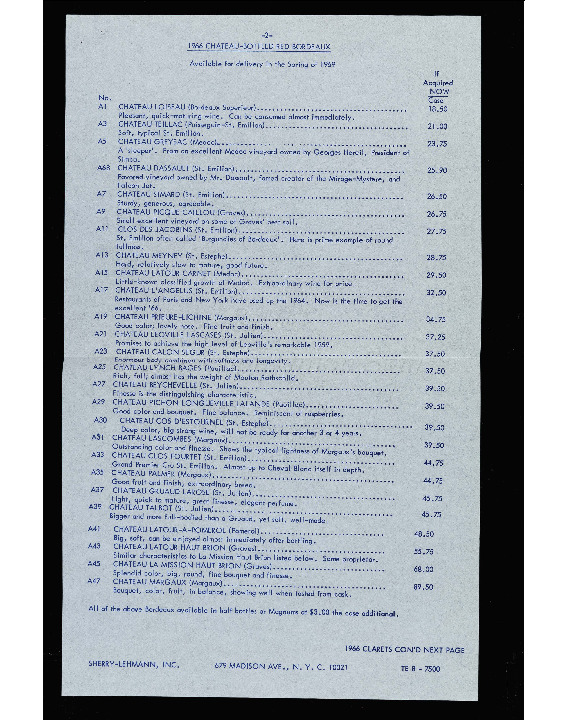 -2-
1966 CHATEAU-BOTTLED RED BORDEAUX
Available for delivery in the Spring of 1969
If
Acquired
NOW
No.
Case
A1 CHATEAU LOISEAU (Bordeaux Superieur) 18.50
Pleasant, quick-maturing wine. Can be consumed almost immediately.
A3 CHATEAU TEILLAC (Puisseguin-St. Emilion) 21.00
Soft, typical St. Emilion.
A5 CHATEAU GREYSAC (Medoc) 23.75
A 'sleeper'. From an excellent Medoc vineyard owned by Georges Hereil, President of
Simca.
A68 CHATEAU DASSAULT (St. Emilion) 25.90
Favored vineyard owned by Mr. Dassault, famed creator of the Mirage-Mystere, and
Falcon Jet.
A7 CHATEAU SIMARD (St. Emilion) 26.50
Sturdy, generous, agreeable.
A9 CHATEAU PICQUE CAILLOU (Graves) 26.75
Small excellent vineyard on some of Graves' best soil.
A11 CLOS DES JACOBINS (St. Emilion) 27.75
St. Emilion often called 'Burgundies of Bordeaux'. Here is prime example of round
fullness.
A13 CHATEAU MEYNEY (St. Estephe) 28.75
Hard, relatively slow to mature, good future.
A15 CHATEAU LATOUR CARNET (Medoc) 29.50
Little-known classified growth of Medoc. Extraordinary wine for price.
A17 CHATEAU L'ANGELUS (St. Emilion) 32.50
Restaurants of Paris and New York have used up the 1964. Now is the time to get the
excellent '66.
A19 CHATEAU PRIEURE-LICHINE (Margaux) 34.75
Good color; lovely nose. Fine fruit and finish.
A21 CHATEAU LEOVILLE LASCASES (St. Julien) 37.25
Promises to achieve the high level of Leoville's remarkable 1959.
A23 CHATEAU CALON SEGUR (St. Estephe) 37.50
Enormous body combined with softness and longevity.
A25 CHATEAU LYNCH BAGES (Pauillac) 37.50
Rich, full; almost has the weight of Mouton Rothschild.
A27 CHATEAU BEYCHEVELLE (St. Julien) 39.50
Finesse is the distinguishing characteristic.
A29 CHATEAU PICHON LONGUEVILLE LALANDE (Pauillac) 39.50
Good color and bouquet. Fine balance. Reminiscent of raspberries.
A30 CHATEAU COS D'ESTOURNEL (St. Estephe) 39.50
Deep color, big strong wine, will not be ready for another 3 or 4 years.
A31 CHATEAU LASCOMBES (Margaux) 39.50
Outstanding color and finesse. Shows the typical lightness of Margaux's bouquet.
A33 CHATEAU CLOS FOURTET (St. Emilion) 44.75
Grand Premier Cru St. Emilion. Almost up to Cheval Blanc itself in depth.
A35 CHATEAU PALMER (Margaux) 44.75
Good fruit and finish, extraordinary breed.
A37 CHATEAU GRUAUD LAROSE (St. Julien) 45.75
Light, quick to mature, great finesse, elegant perfume.
A39 CHATEAU TALBOT (St. Julien) 45.75
Bigger and more full-bodied than a Gruaud, yet soft, well-made.
A41 CHATEAU LATOUR-A-POMEROL (Pomerol) 48.50
Big, soft, can be enjoyed almost immediately after bottling.
A43 CHATEAU LATOUR HAUT BRION (Graves) 55.75
Similar characteristics to La Mission Haut Brion listed below. Same proprietor.
A45 CHATEAU LA MISSION HAUT BRION (Graves) 68.00
Splendid color, big, round, fine bouquet and finesse.
A47 CHATEAU MARGAUX (Margaux) 89.50
Bouquet, color, fruit, in balance, showing well when tasted from cask.
All of the above Bordeaux available in half bottles or Magnums at $3.00 the case additional.
1966 CLARETS CON'D NEXT PAGE
SHERRY-LEHMANN, INC. 679 MADISON AVE., N. Y. C. 10021 TE 8 - 7500